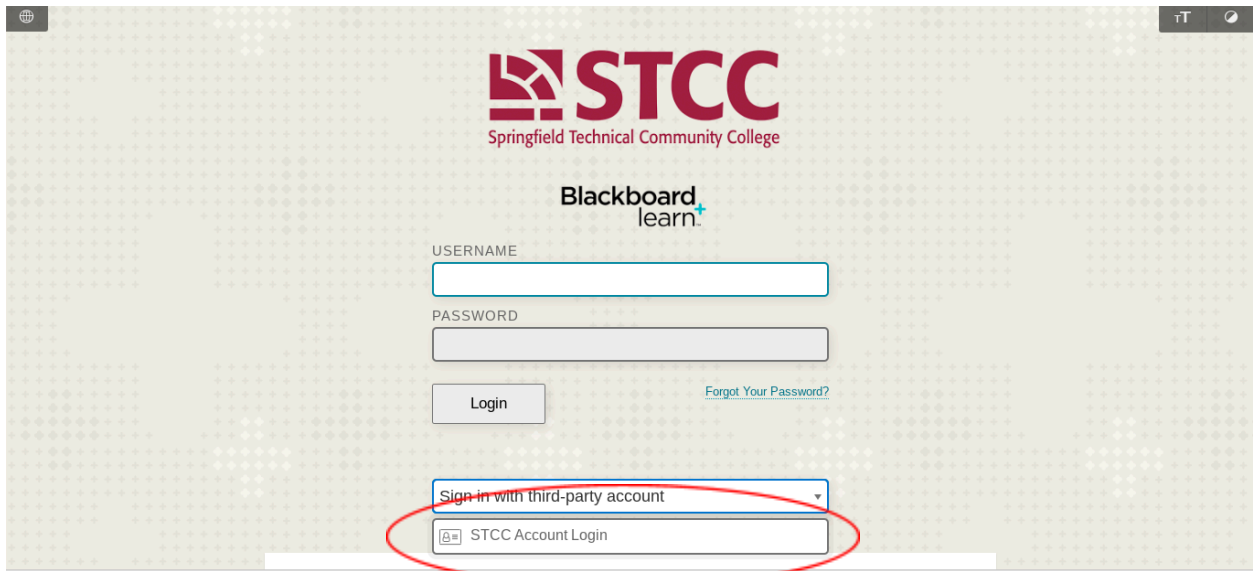 TT
STCC
Springfield Technical Community College
Blackboard
learn
USERNAME
PASSWORD
Login
Forgot Your Password?
Sign in with third-party account
STCC Account Login